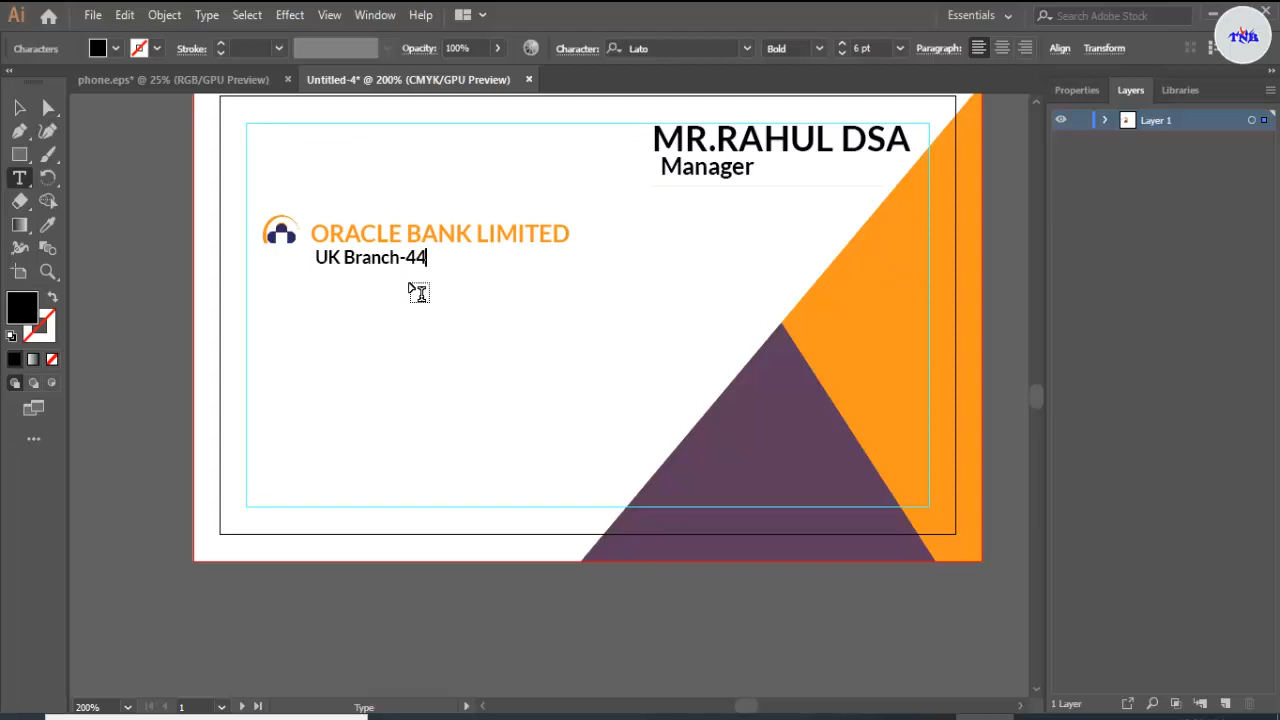 Ai File Edit Object Type Select Effect View Window Help Essentials Search Adobe Stock
Characters Stroke: Opacity: 100% Character: Lato Bold 6 pt Paragraph: Align Transform
TNR
phone.eps* @ 25% (RGB/GPU Preview) × Untitled-4* @ 200% (CMYK/GPU Preview) ×
Properties Layers Libraries
Layer 1
MR.RAHUL DSA
Manager
ORACLE BANK LIMITED
UK Branch-44
200% 1 Type
1 Layer